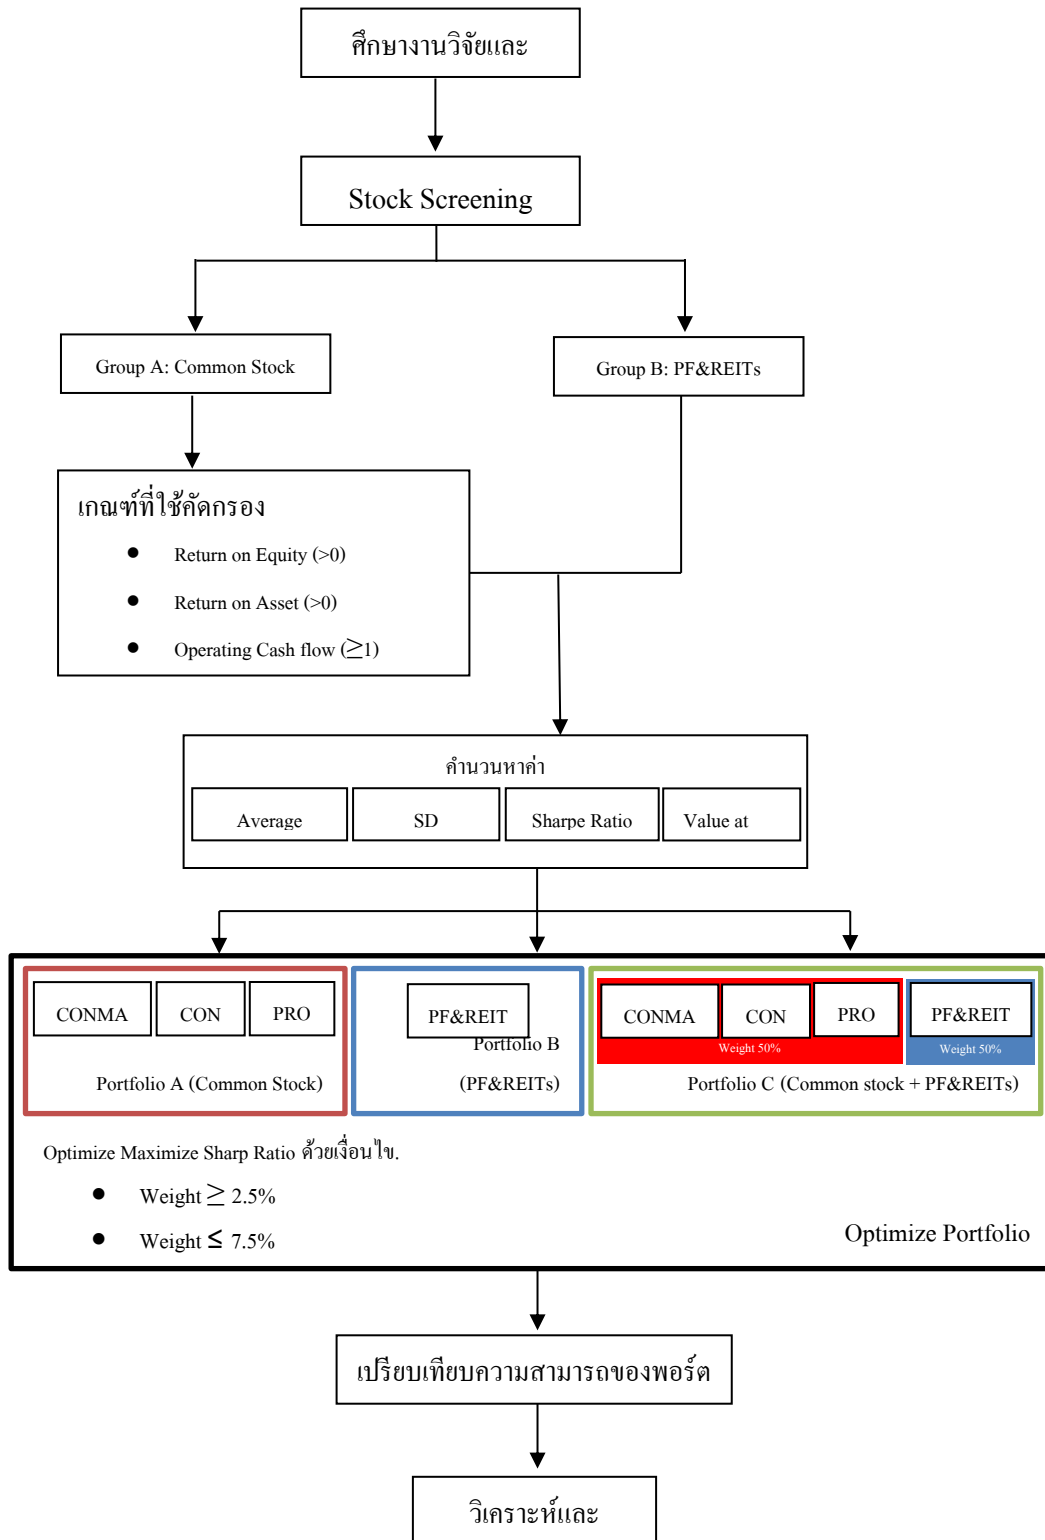 ศึกษางานวิจัยและ
Stock Screening
Group A: Common Stock
Group B: PF&REITs
เกณฑ์ที่ใช้คัดกรอง
● Return on Equity (>0)
● Return on Asset (>0)
● Operating Cash flow (≥1)
คำนวนหาค่า
Average
SD
Sharpe Ratio
Value at
CONMA
CON
PRO
Portfolio A (Common Stock)
PF&REIT
Portfolio B
(PF&REITs)
CONMA
CON
PRO
PF&REIT
Weight 50%
Weight 50%
Portfolio C (Common stock + PF&REITs)
Optimize Maximize Sharp Ratio ด้วยเงื่อนไข.
● Weight ≥ 2.5%
● Weight ≤ 7.5%
Optimize Portfolio
เปรียบเทียบความสามารถของพอร์ต
วิเคราะห์และ